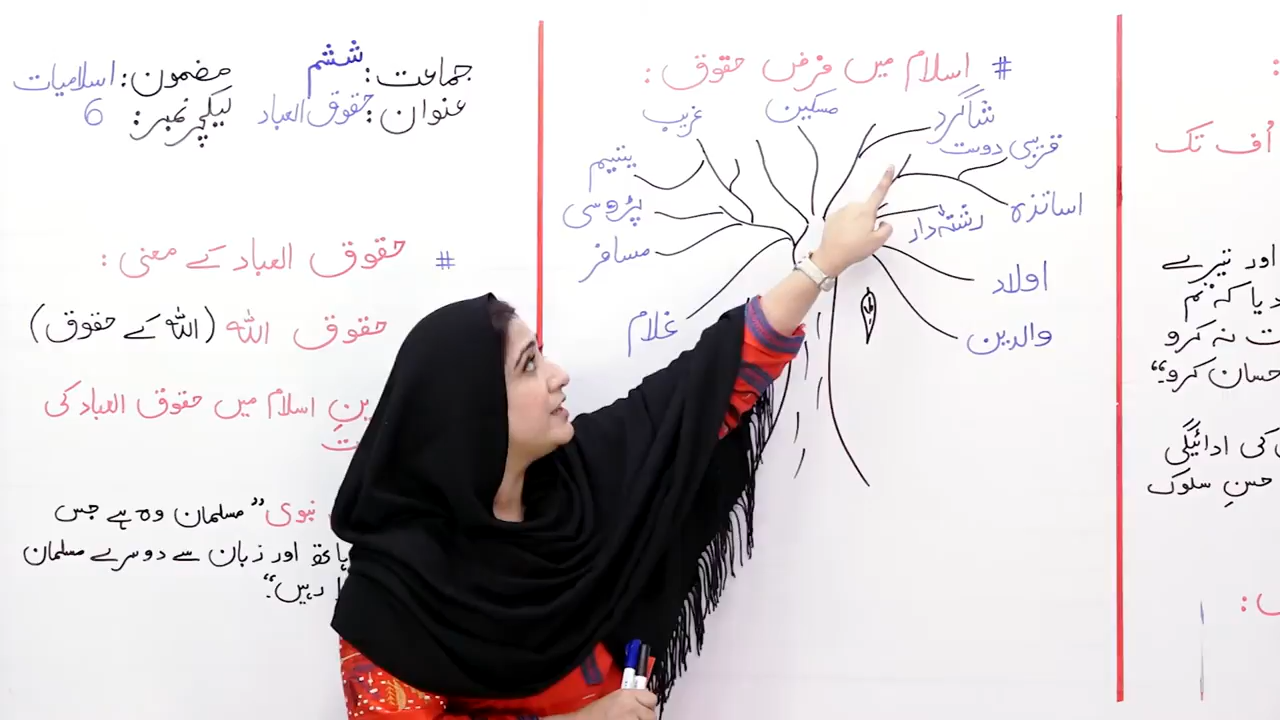 جماعت: ششم
مضمون: اسلامیات
عنوان: حقوق العباد
لیکچر نمبر: 6
# حقوق العباد کے معنی :
حقوق اللہ (اللہ کے حقوق)
اسلام میں حقوق العباد کی
نبوی ” مسلمان وہ ہے جس
اور زبان سے دوسرے مسلمان
رہیں۔“
# اسلام میں فرض حقوق :
شاگرد
مسکین
غریب
قریبی دوست
یتیم
اساتذہ
پڑوسی
رشتہ دار
مسافر
اولاد
غلام
والدین
اُف تک
اور تیرے
دیا کہ تم
نہ کرو
کرو۔“
کی ادائیگی
حسنِ سلوک